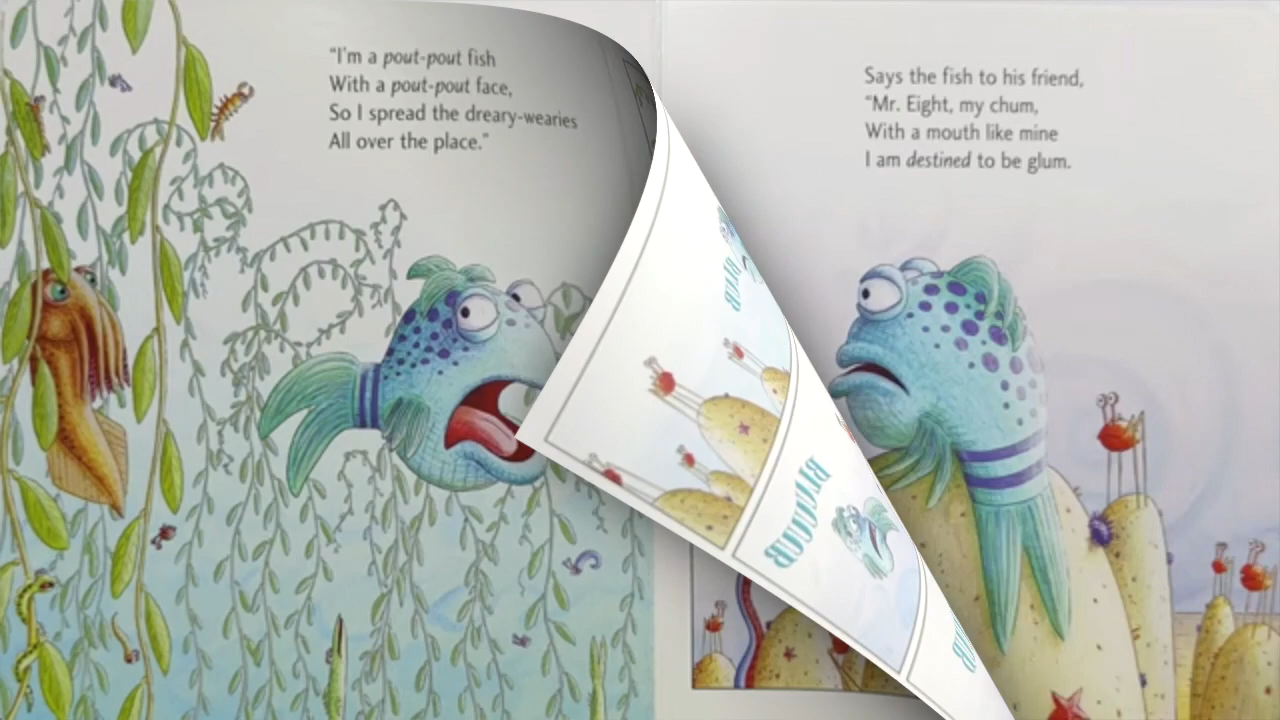 "I'm a pout-pout fish
With a pout-pout face,
So I spread the dreary-wearies
All over the place."
BLUB
Says the fish to his friend,
"Mr. Eight, my chum,
With a mouth like mine
I am destined to be glum.